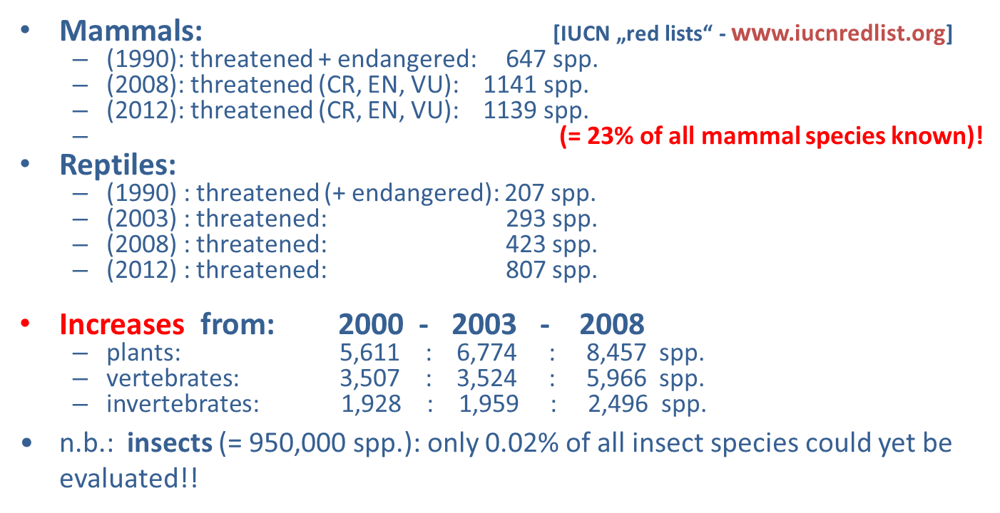 • Mammals: [IUCN „red lists“ - www.iucnredlist.org]
– (1990): threatened + endangered: 647 spp.
– (2008): threatened (CR, EN, VU): 1141 spp.
– (2012): threatened (CR, EN, VU): 1139 spp.
– (= 23% of all mammal species known)!
• Reptiles:
– (1990) : threatened (+ endangered): 207 spp.
– (2003) : threatened: 293 spp.
– (2008) : threatened: 423 spp.
– (2012) : threatened: 807 spp.
• Increases from: 2000 - 2003 - 2008
– plants: 5,611 : 6,774 : 8,457 spp.
– vertebrates: 3,507 : 3,524 : 5,966 spp.
– invertebrates: 1,928 : 1,959 : 2,496 spp.
• n.b.: insects (= 950,000 spp.): only 0.02% of all insect species could yet be
evaluated!!